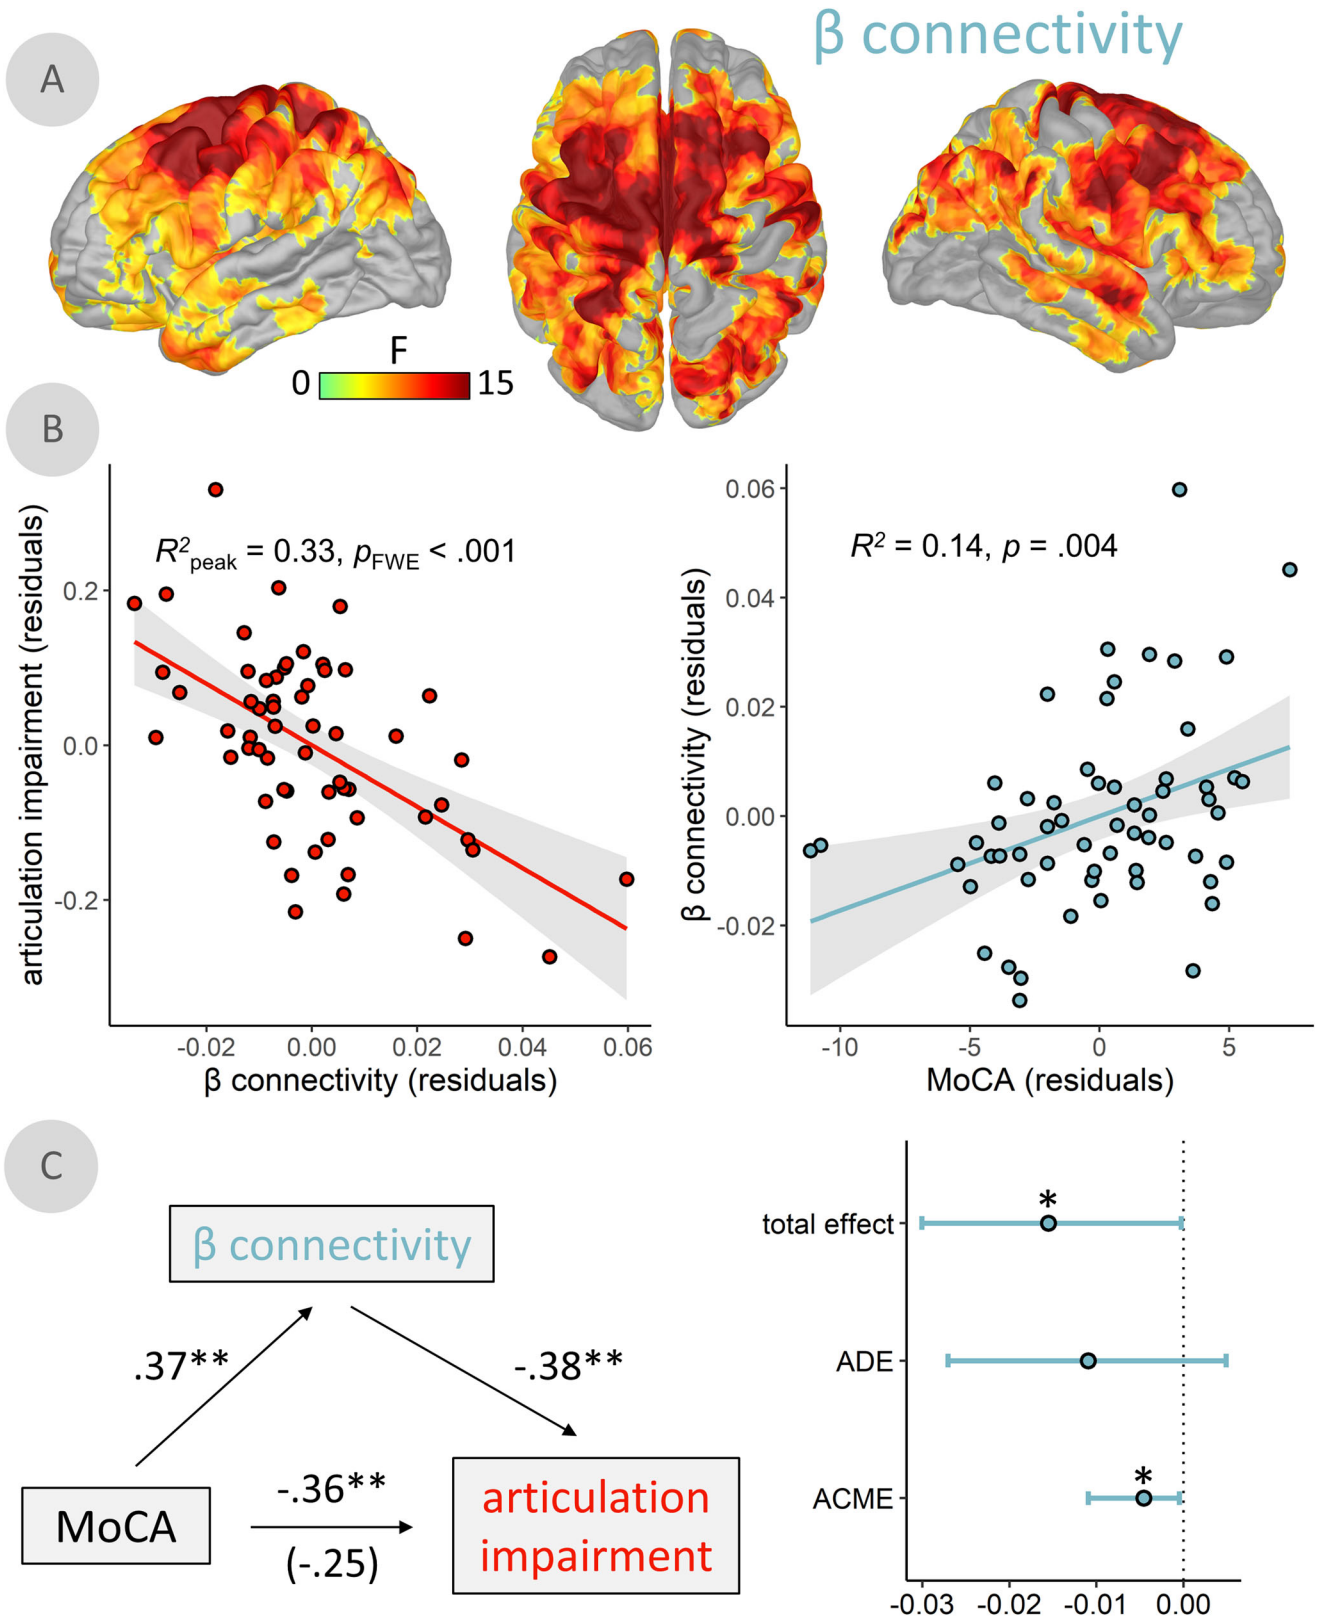 β connectivity
A
F
0 15
B
R²peak = 0.33, pFWE < .001
articulation impairment (residuals)
0.2
0.0
-0.2
-0.02 0.00 0.02 0.04 0.06
β connectivity (residuals)
R² = 0.14, p = .004
β connectivity (residuals)
0.06
0.04
0.02
0.00
-0.02
-10 -5 0 5
MoCA (residuals)
C
β connectivity
.37**
-.38**
MoCA
-.36**
(-.25)
articulation
impairment
total effect
*
ADE
ACME
*
-0.03 -0.02 -0.01 0.00